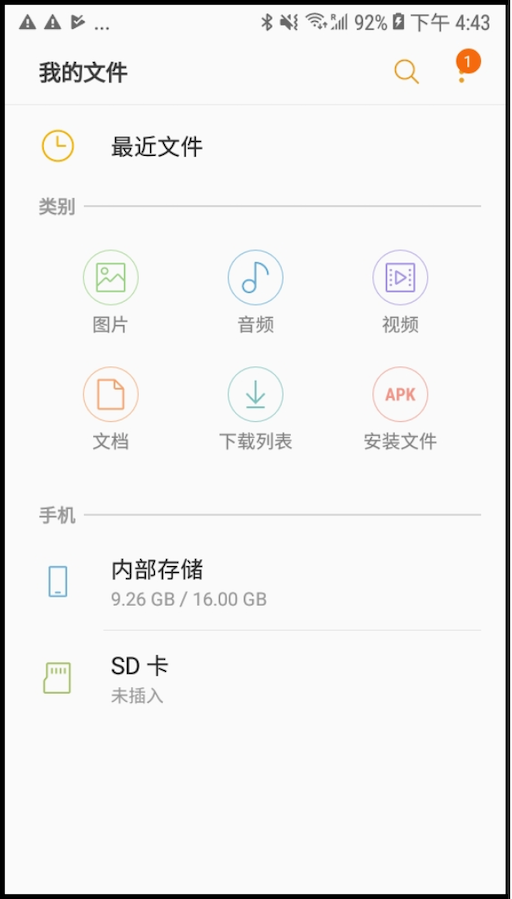 ... 92% 下午 4:43
我的文件 1
最近文件
类别
图片 音频 视频
APK
文档 下载列表 安装文件
手机
内部存储
9.26 GB / 16.00 GB
SD 卡
未插入